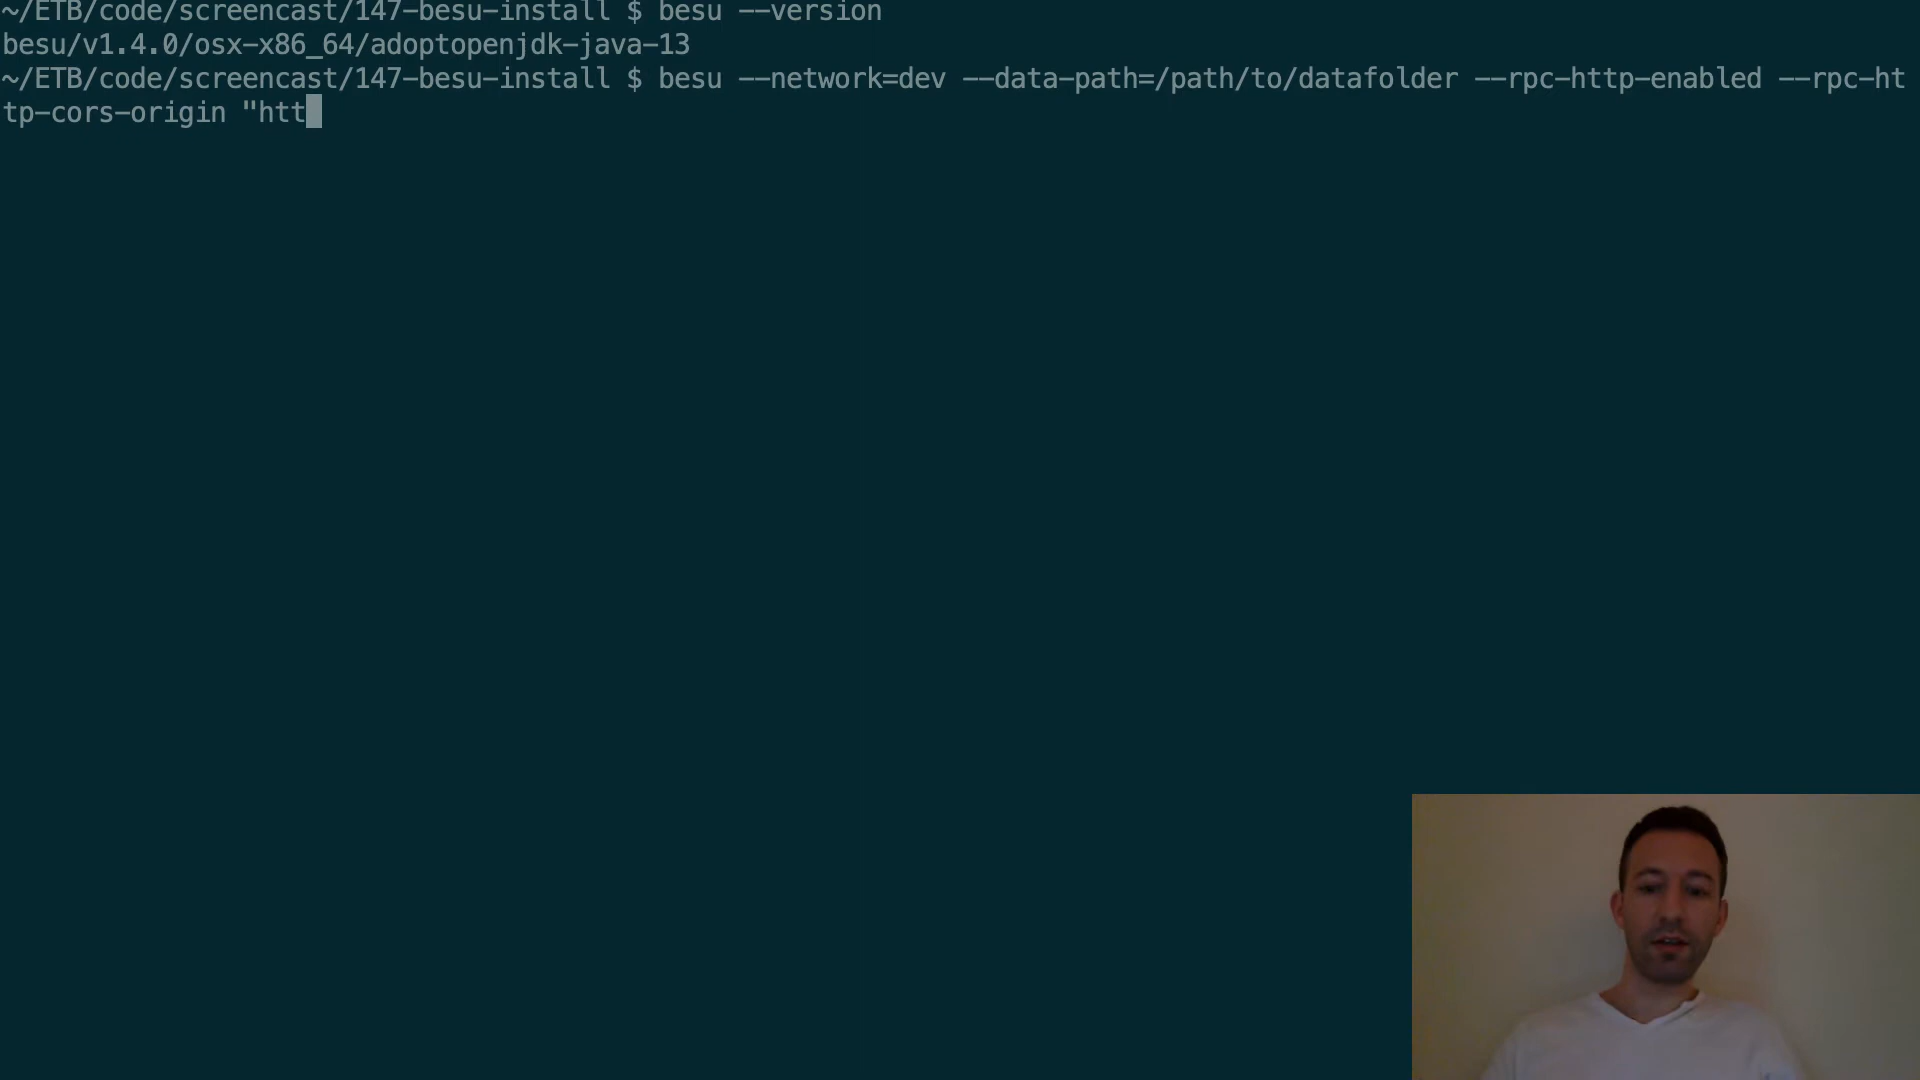 ~/ETB/code/screencast/147-besu-install $ besu --version
besu/v1.4.0/osx-x86_64/adoptopenjdk-java-13
~/ETB/code/screencast/147-besu-install $ besu --network=dev --data-path=/path/to/datafolder --rpc-http-enabled --rpc-ht
tp-cors-origin "htt